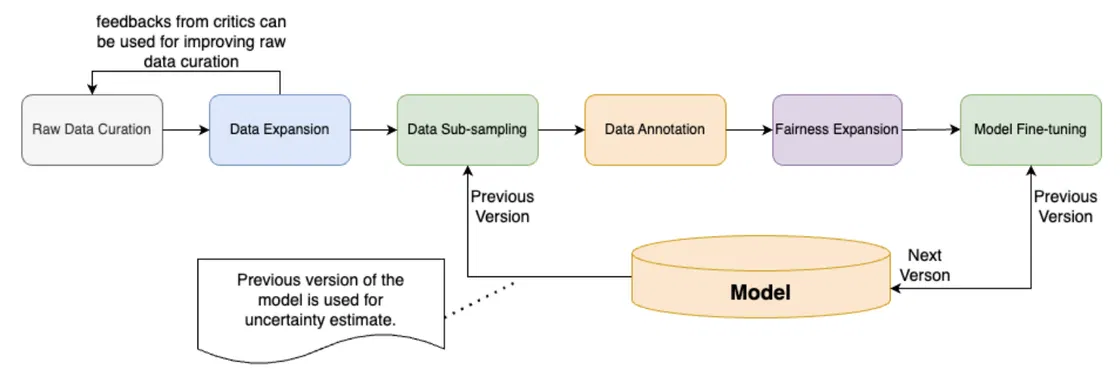 feedbacks from critics can
be used for improving raw
data curation
Raw Data Curation
Data Expansion
Data Sub-sampling
Data Annotation
Fairness Expansion
Model Fine-tuning
Previous
Version
Previous
Version
Next
Verson
Model
Previous version of the
model is used for
uncertainty estimate.